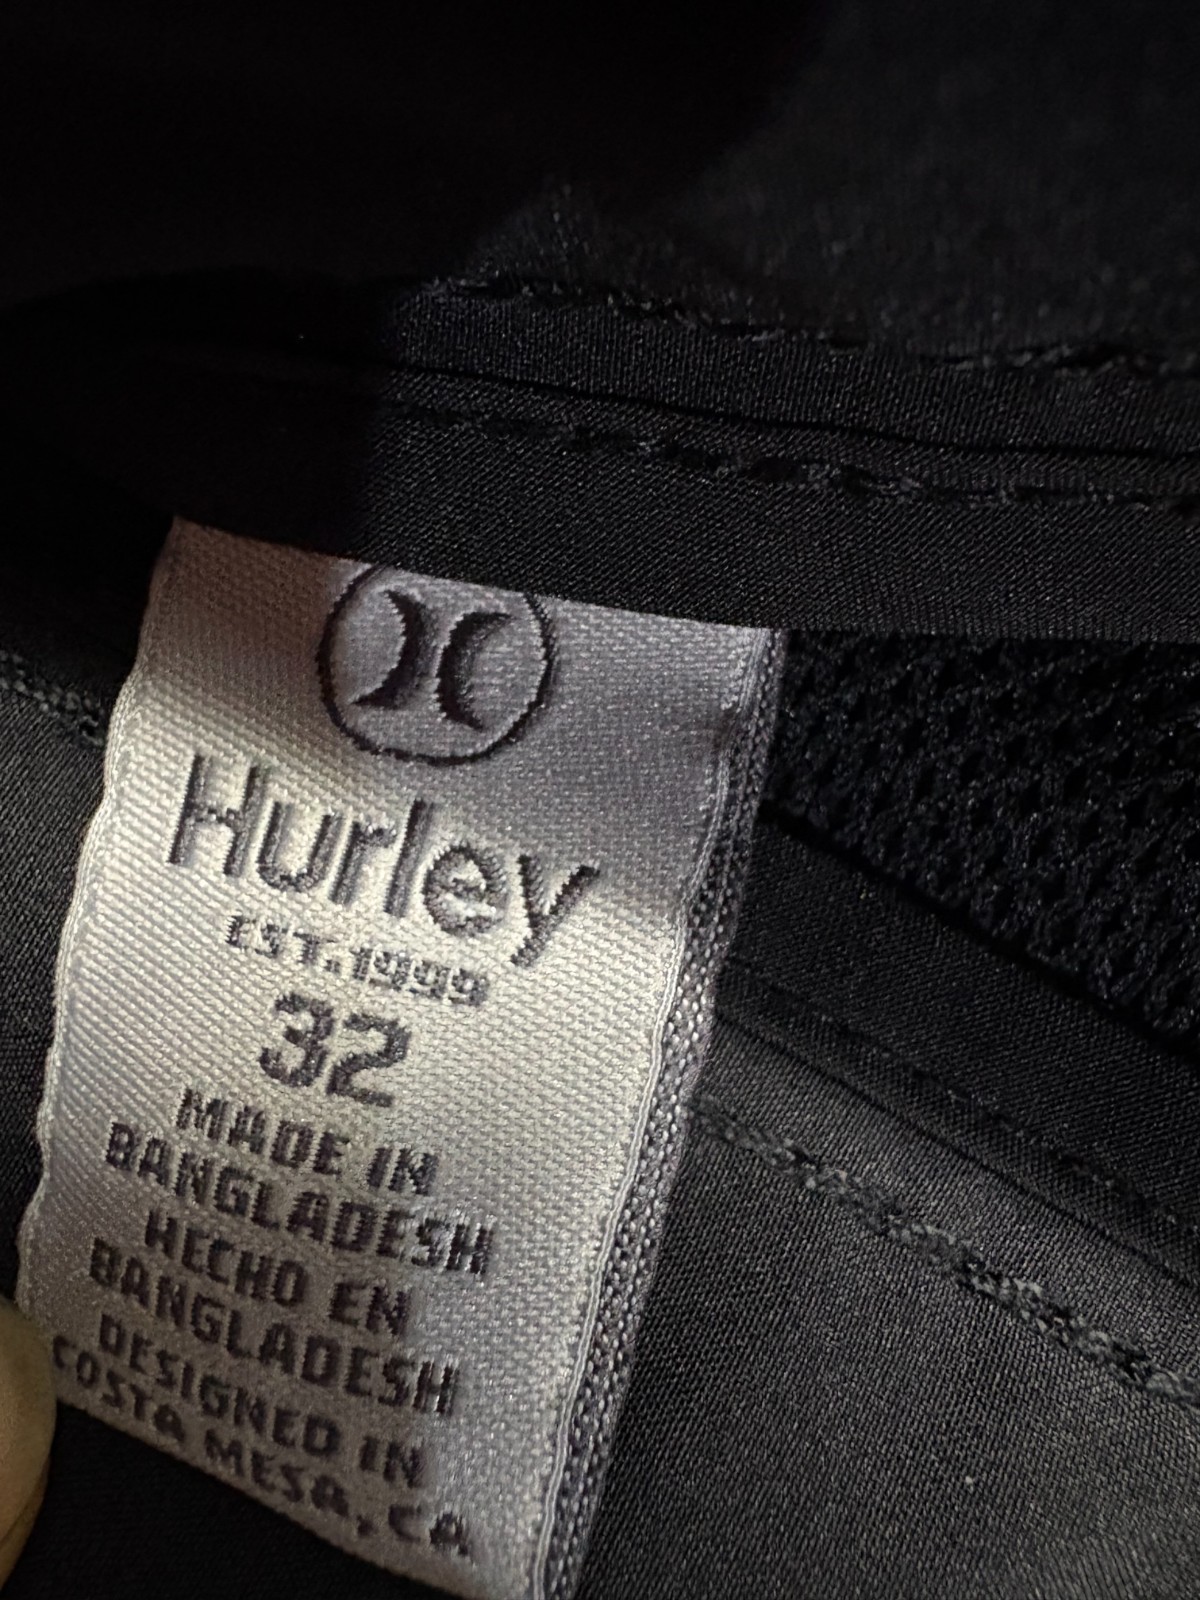 Hurley
EST.1999
32
MADE IN
BANGLADESH
HECHO EN
BANGLADESH
DESIGNED IN
COSTA MESA, CA